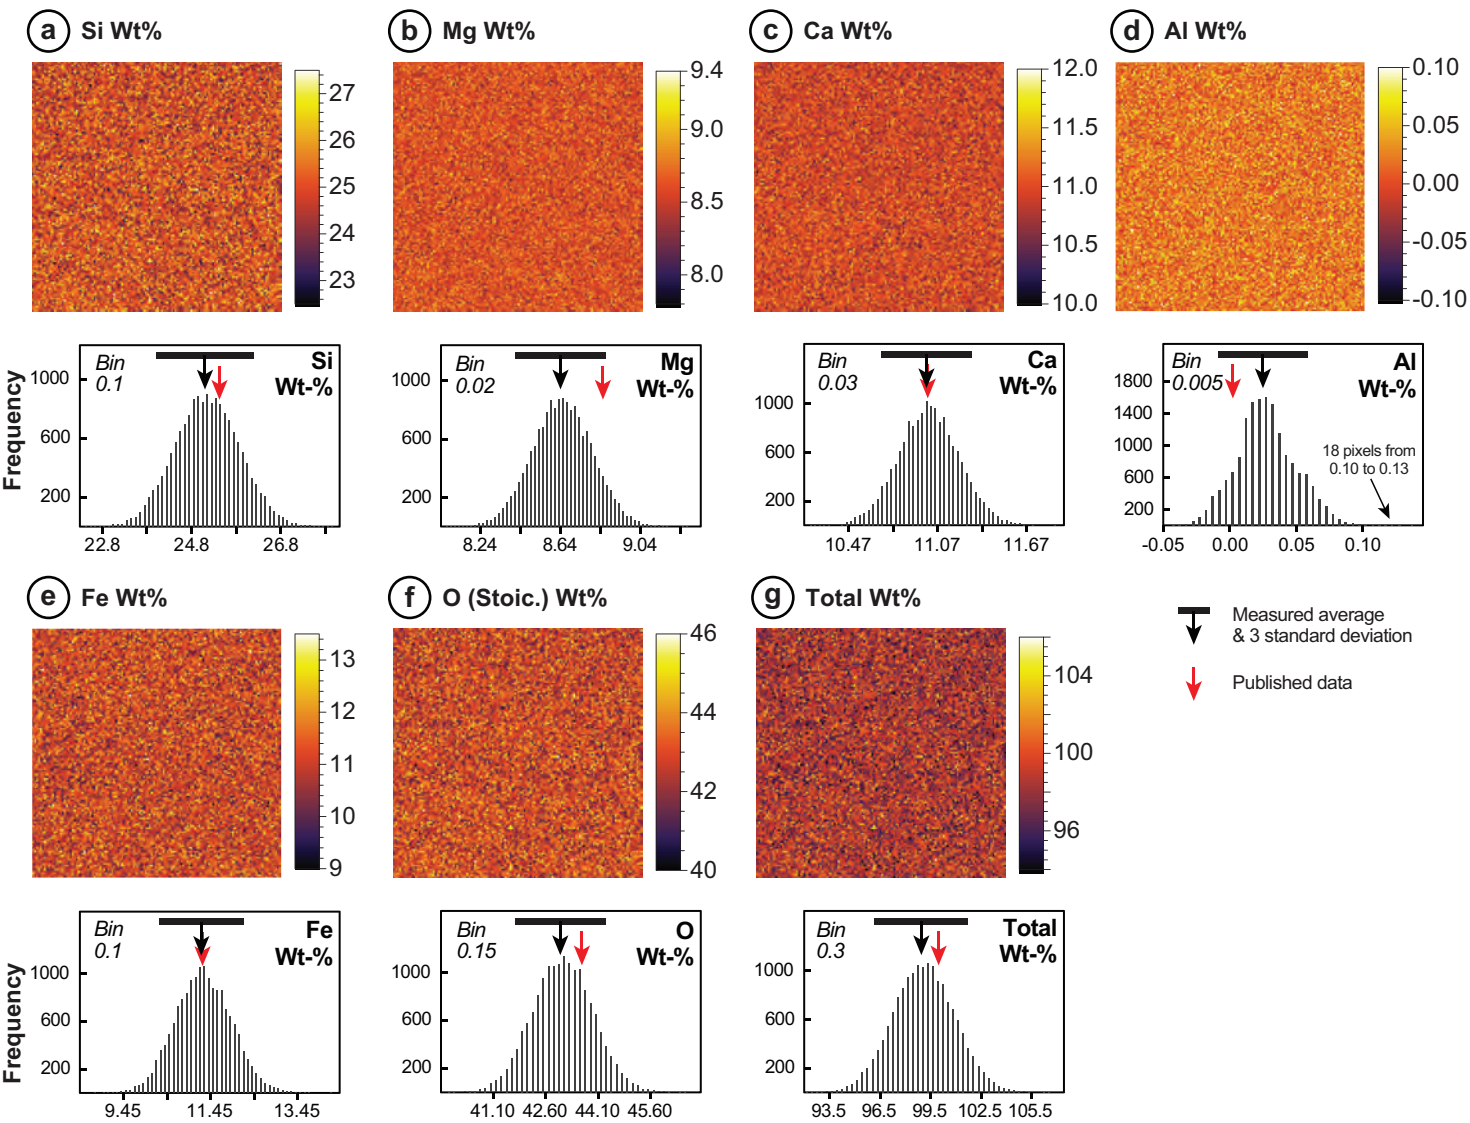 a Si Wt%
27
26
25
24
23
b Mg Wt%
9.4
9.0
8.5
8.0
c Ca Wt%
12.0
11.5
11.0
10.5
10.0
d Al Wt%
0.10
0.05
0.00
-0.05
-0.10
Frequency
1000
600
200
Bin
0.1
Si
Wt-%
22.8 24.8 26.8
1000
600
200
Bin
0.02
Mg
Wt-%
8.24 8.64 9.04
1000
600
200
Bin
0.03
Ca
Wt-%
10.47 11.07 11.67
1800
1400
1000
600
200
Bin
0.005
Al
Wt-%
18 pixels from
0.10 to 0.13
-0.05 0.00 0.05 0.10
e Fe Wt%
13
12
11
10
9
f O (Stoic.) Wt%
46
44
42
40
g Total Wt%
104
100
96
Measured average
& 3 standard deviation
Published data
Frequency
1000
600
200
Bin
0.1
Fe
Wt-%
9.45 11.45 13.45
1000
600
200
Bin
0.15
O
Wt-%
41.10 42.60 44.10 45.60
1000
600
200
Bin
0.3
Total
Wt-%
93.5 96.5 99.5 102.5 105.5